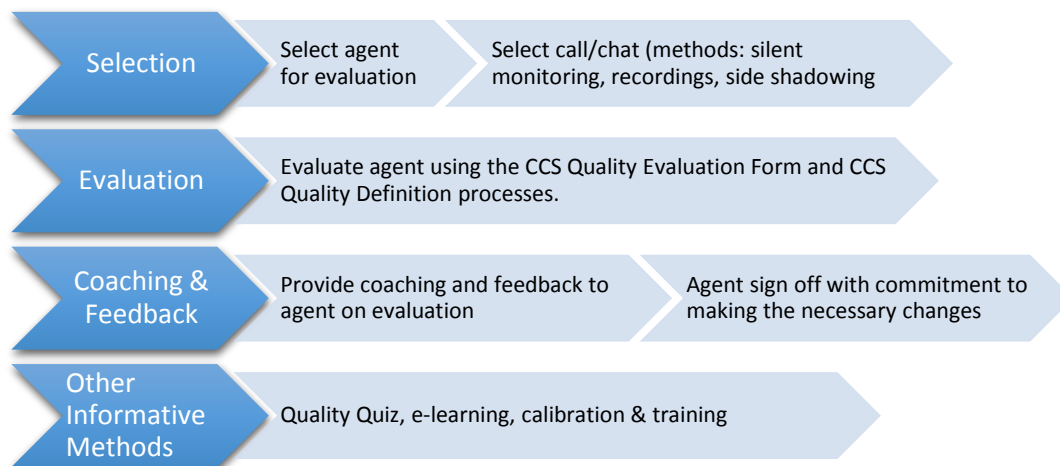 Selection
Select agent
for evaluation
Select call/chat (methods: silent
monitoring, recordings, side shadowing
Evaluation
Evaluate agent using the CCS Quality Evaluation Form and CCS
Quality Definition processes.
Coaching &
Feedback
Provide coaching and feedback to
agent on evaluation
Agent sign off with commitment to
making the necessary changes
Other
Informative
Methods
Quality Quiz, e-learning, calibration & training